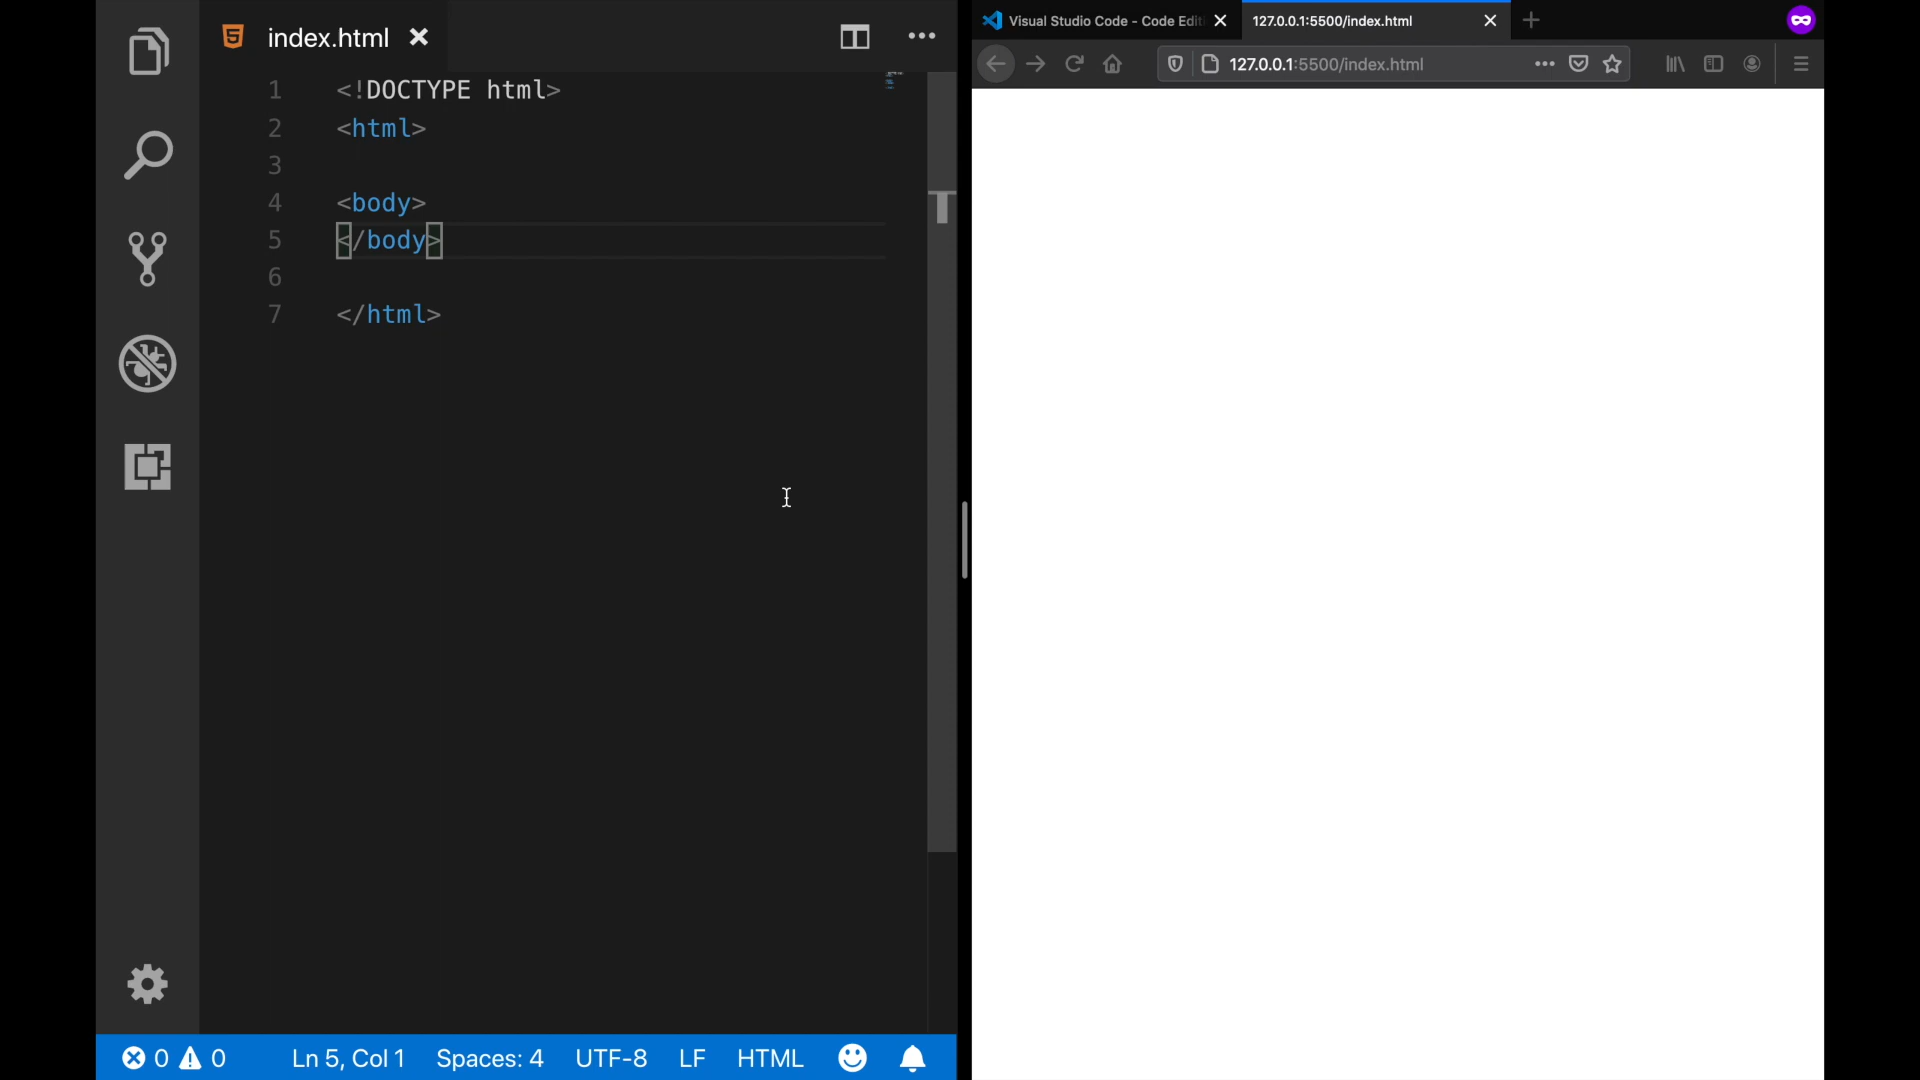 index.html
1 <!DOCTYPE html>
2 <html>
3
4 <body>
5 </body>
6
7 </html>
0 0 Ln 5, Col 1 Spaces: 4 UTF-8 LF HTML
Visual Studio Code - Code Edit
127.0.0.1:5500/index.html
127.0.0.1:5500/index.html